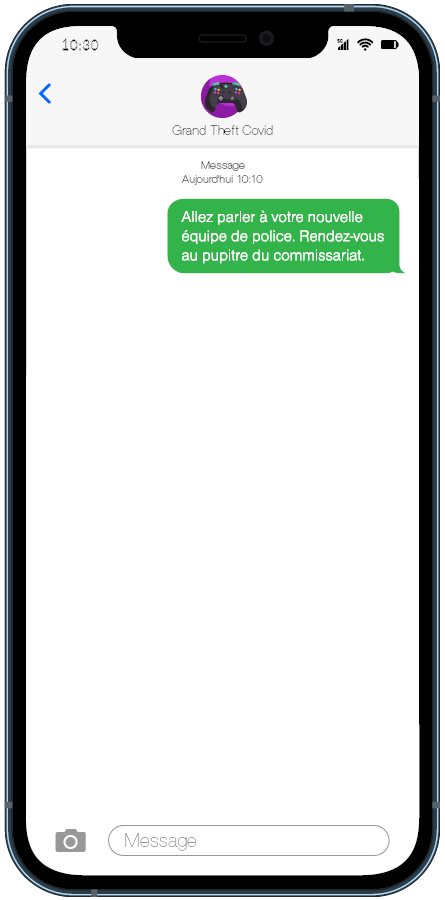 10:30
5G
Grand Theft Covid
Message
Aujourd'hui 10:10
Allez parler à votre nouvelle
équipe de police. Rendez-vous
au pupitre du commissariat.
Message